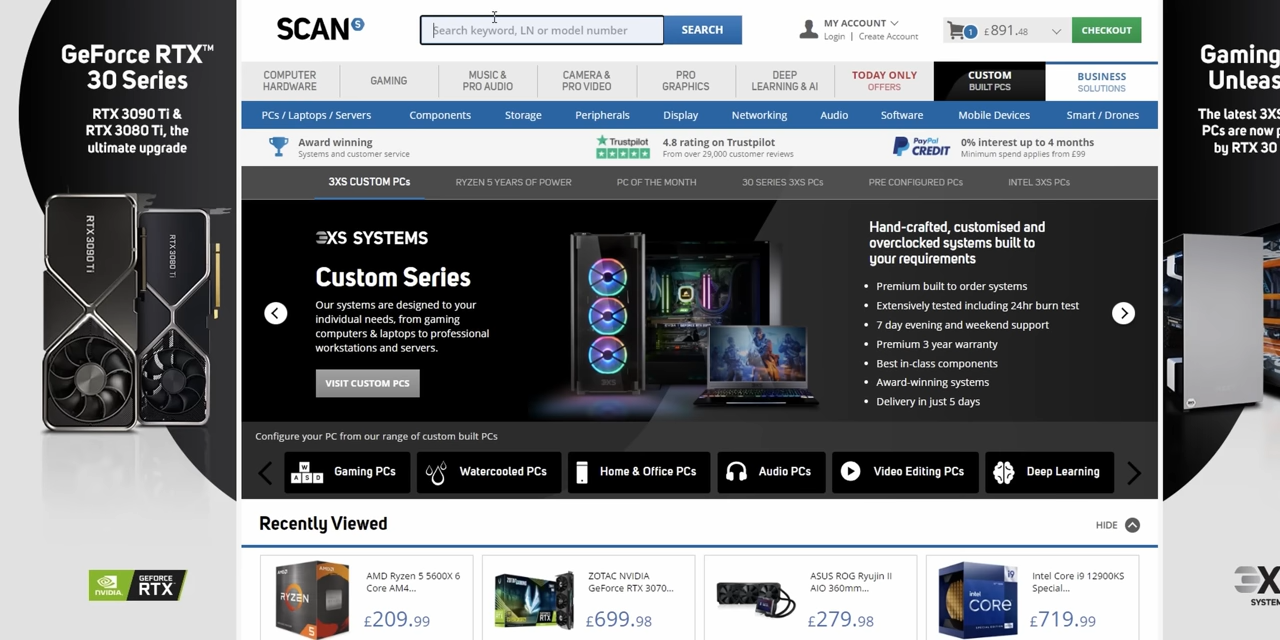 GeForce RTX™
30 Series
RTX 3090 Ti &
RTX 3080 Ti, the
ultimate upgrade
RTX 3090 Ti
RTX 3080 Ti
NVIDIA.
GEFORCE
RTX
SCAN S
Search keyword, LN or model number
SEARCH
MY ACCOUNT
Login | Create Account
1
£891.48
CHECKOUT
COMPUTER
HARDWARE
GAMING
MUSIC &
PRO AUDIO
CAMERA &
PRO VIDEO
PRO
GRAPHICS
DEEP
LEARNING & AI
TODAY ONLY
OFFERS
CUSTOM
BUILT PCS
BUSINESS
SOLUTIONS
PCs / Laptops / Servers
Components
Storage
Peripherals
Display
Networking
Audio
Software
Mobile Devices
Smart / Drones
Award winning
Systems and customer service
Trustpilot
4.8 rating on Trustpilot
From over 29,000 customer reviews
PayPal
CREDIT
0% interest up to 4 months
Minimum spend applies from £99
3XS CUSTOM PCs
RYZEN 5 YEARS OF POWER
PC OF THE MONTH
30 SERIES 3XS PCs
PRE CONFIGURED PCs
INTEL 3XS PCs
3XS SYSTEMS
Custom Series
Our systems are designed to your
individual needs, from gaming
computers & laptops to professional
workstations and servers.
VISIT CUSTOM PCS
Hand-crafted, customised and
overclocked systems built to
your requirements
• Premium built to order systems
• Extensively tested including 24hr burn test
• 7 day evening and weekend support
• Premium 3 year warranty
• Best in-class components
• Award-winning systems
• Delivery in just 5 days
Configure your PC from our range of custom built PCs
W
A S D
Gaming PCs
Watercooled PCs
Home & Office PCs
Audio PCs
Video Editing PCs
Deep Learning
Recently Viewed
HIDE
RYZEN
5
AMD Ryzen 5 5600X 6
Core AM4...
£209.99
ZOTAC NVIDIA
GeForce RTX 3070...
£699.98
ASUS ROG Ryujin II
AIO 360mm...
£279.98
intel
CORE
i9
Intel Core i9 12900KS
Special...
£719.99
Gaming
Unleas
The latest 3XS
PCs are now p
by RTX 30
3X
SYSTEM